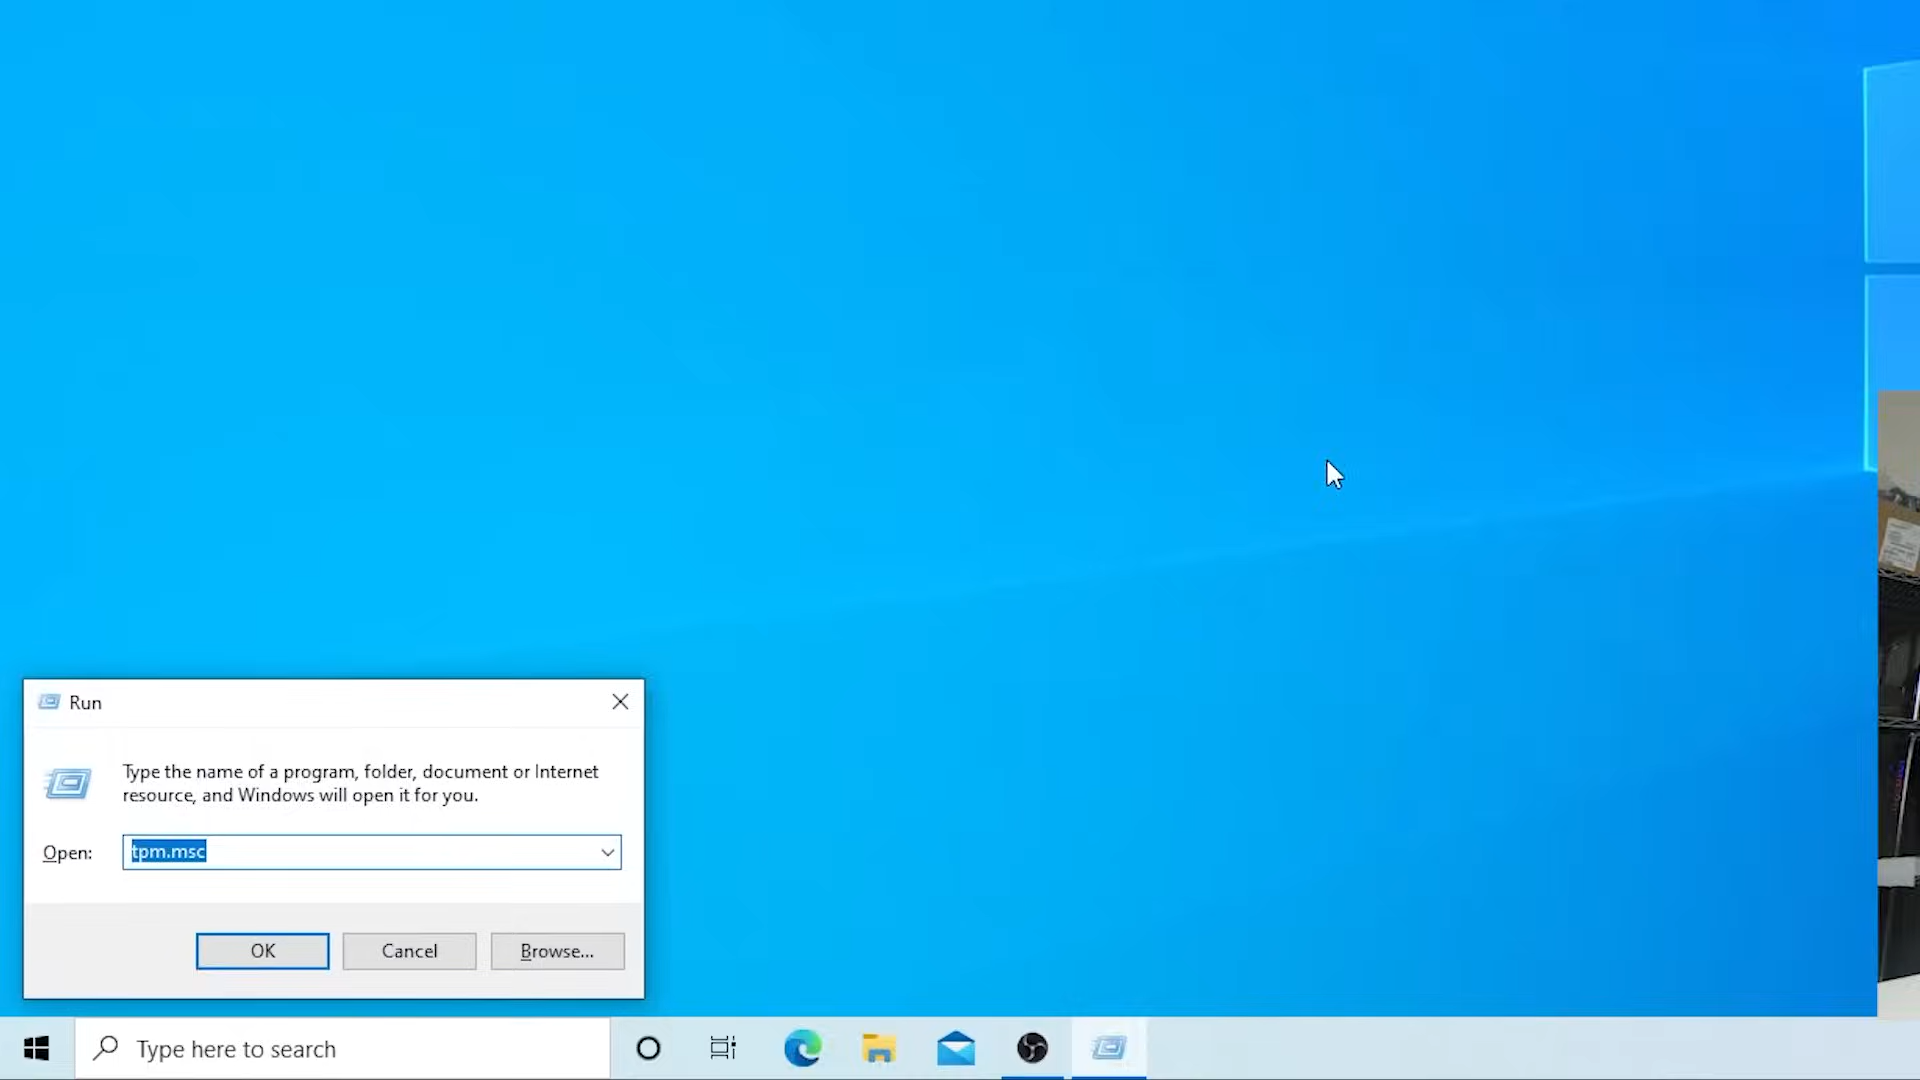 Run
Type the name of a program, folder, document or Internet
resource, and Windows will open it for you.
Open:
tpm.msc
OK
Cancel
Browse...
Type here to search